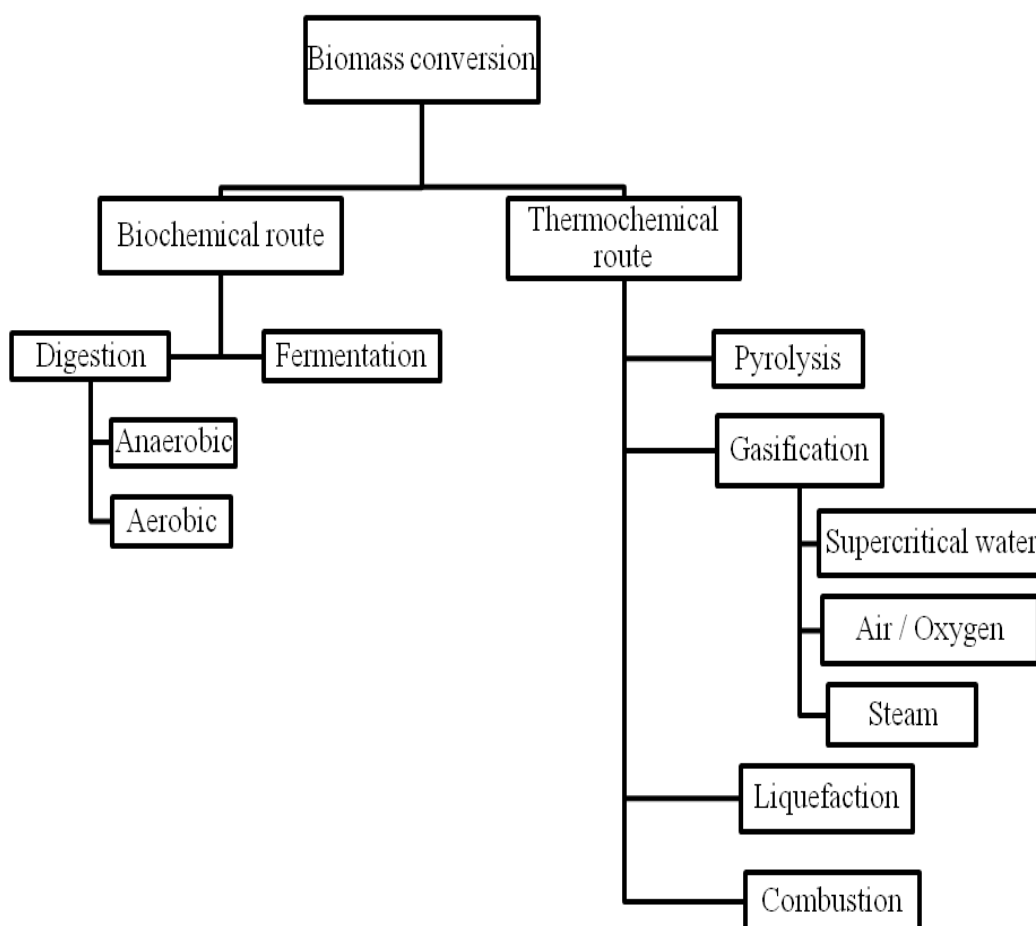 Biomass conversion
Biochemical route
Thermochemical
route
Digestion
Fermentation
Anaerobic
Aerobic
Pyrolysis
Gasification
Supercritical water
Air / Oxygen
Steam
Liquefaction
Combustion